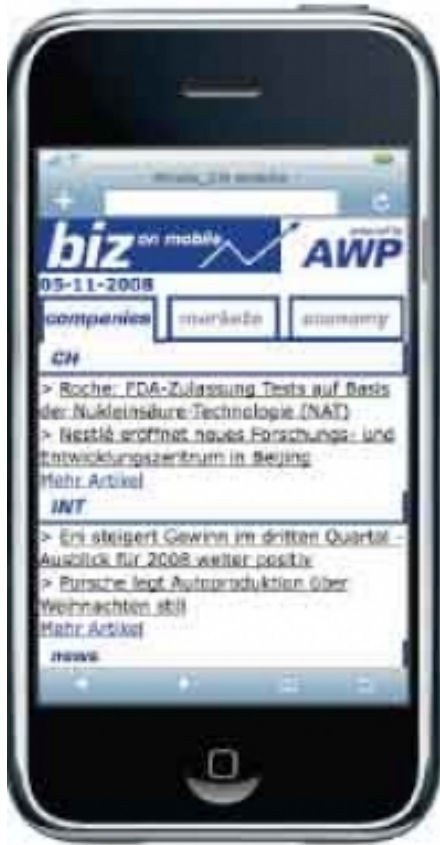 biz on mobile
powered by
AWP
05-11-2008
companies markets economy
CH
> Roche: FDA-Zulassung Tests auf Basis
der Nukleinsäure-Technologie (NAT)
> Nestlé eröffnet neues Forschungs- und
Entwicklungszentrum in Beijing
Mehr Artikel
INT
> Eni steigert Gewinn im dritten Quartal -
Ausblick für 2008 weiter positiv
> Porsche legt Autoproduktion über
Weihnachten still
Mehr Artikel
news